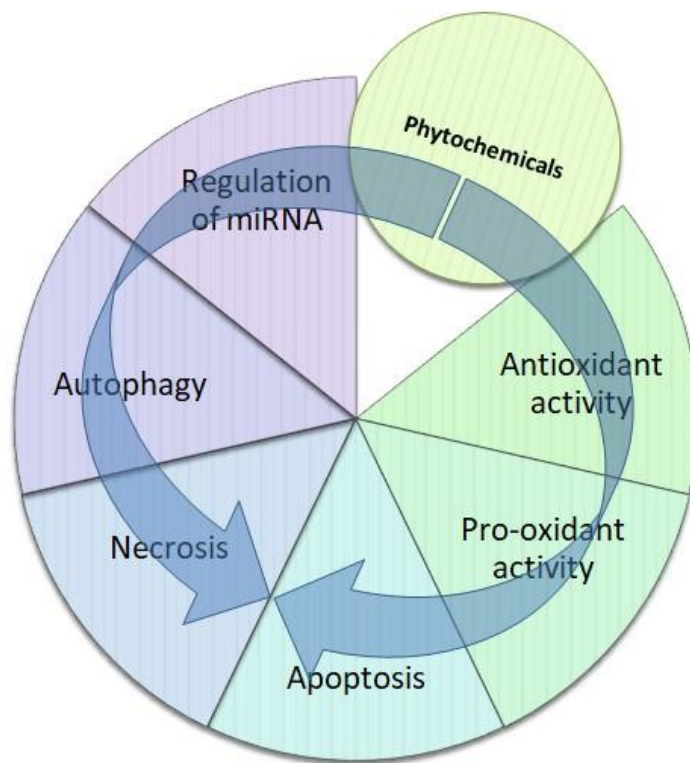 Phytochemicals
Regulation
of miRNA
Antioxidant
activity
Autophagy
Pro-oxidant
activity
Necrosis
Apoptosis